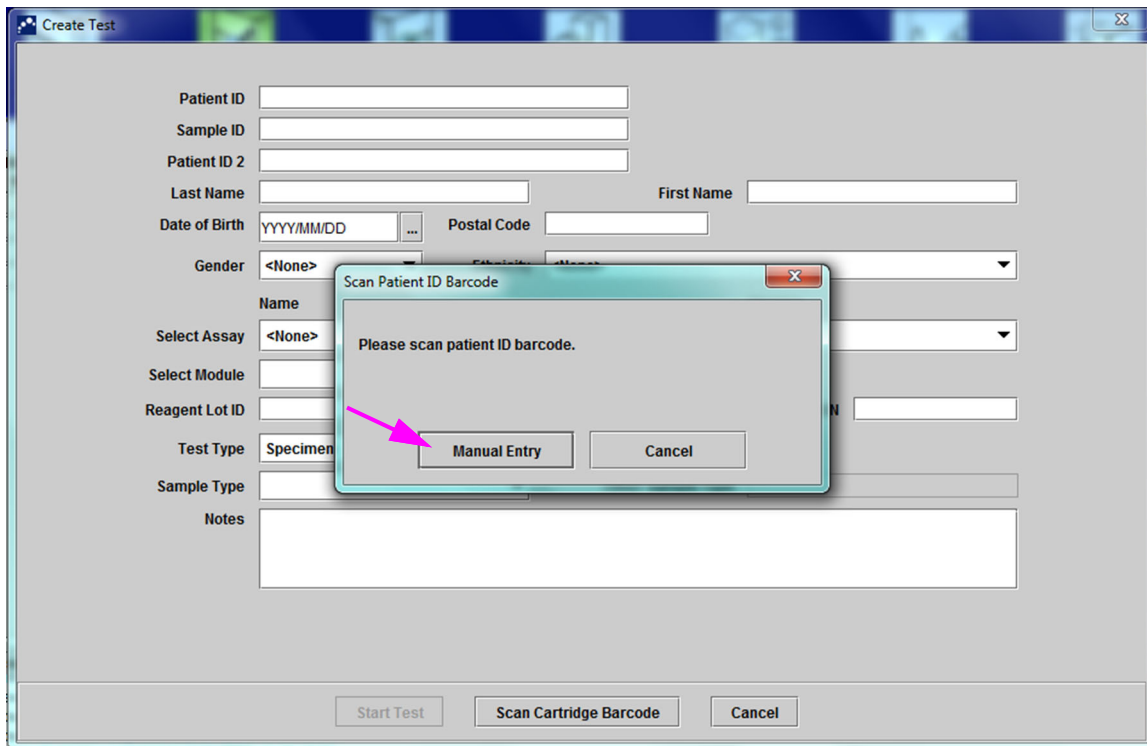 Create Test
Patient ID
Sample ID
Patient ID 2
Last Name First Name
Date of Birth YYYY/MM/DD ... Postal Code
Gender <None> Ethnicity <None>
Scan Patient ID Barcode
Name
Select Assay <None>
Please scan patient ID barcode.
Select Module
Reagent Lot ID N
Test Type Specimen
Manual Entry Cancel
Sample Type
Notes
Start Test Scan Cartridge Barcode Cancel